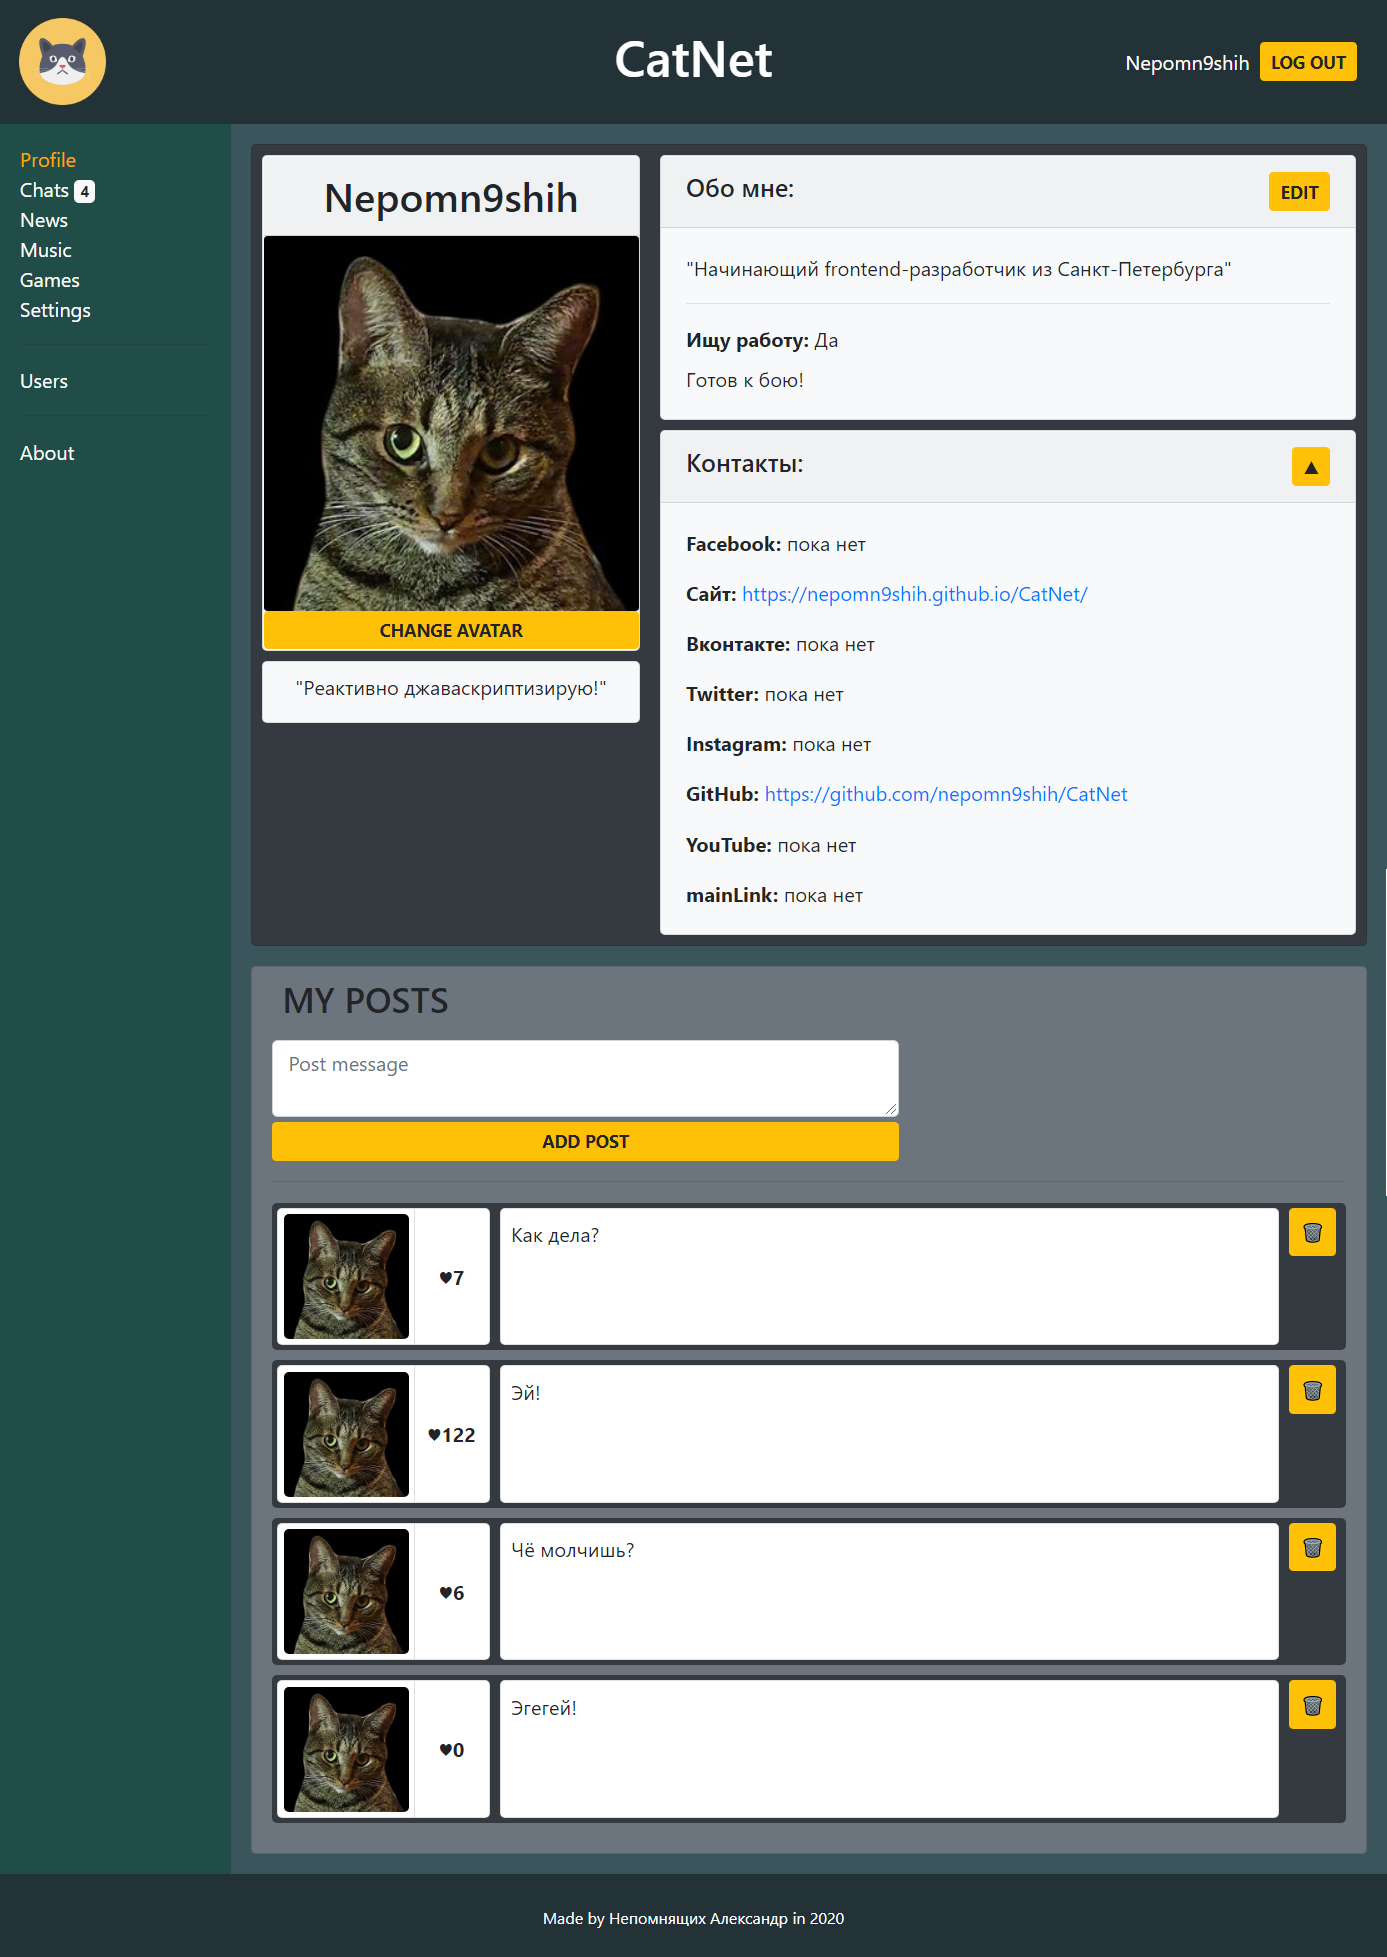 CatNet
Nepomn9shih LOG OUT
Profile
Chats 4
News
Music
Games
Settings
Users
About
Nepomn9shih
CHANGE AVATAR
"Реактивно джаваскриптизирую!"
Обо мне:
EDIT
"Начинающий frontend-разработчик из Санкт-Петербурга"
Ищу работу: Да
Готов к бою!
Контакты:
▲
Facebook: пока нет
Сайт: https://nepomn9shih.github.io/CatNet/
Вконтакте: пока нет
Twitter: пока нет
Instagram: пока нет
GitHub: https://github.com/nepomn9shih/CatNet
YouTube: пока нет
mainLink: пока нет
MY POSTS
Post message
ADD POST
♥7
Как дела?
♥122
Эй!
♥6
Чё молчишь?
♥0
Эгегей!
Made by Непомнящих Александр in 2020